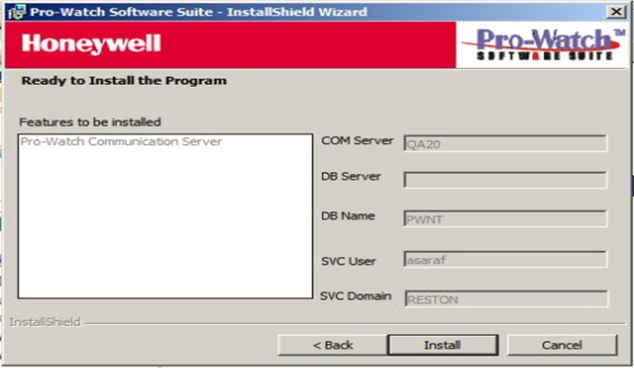 Pro-Watch Software Suite - InstallShield Wizard
Honeywell
Pro-Watch™
SOFTWARE SUITE
Ready to Install the Program
Features to be installed
Pro-Watch Communication Server
COM Server QA20
DB Server
DB Name PWNT
SVC User asaraf
SVC Domain RESTON
InstallShield
< Back Install Cancel